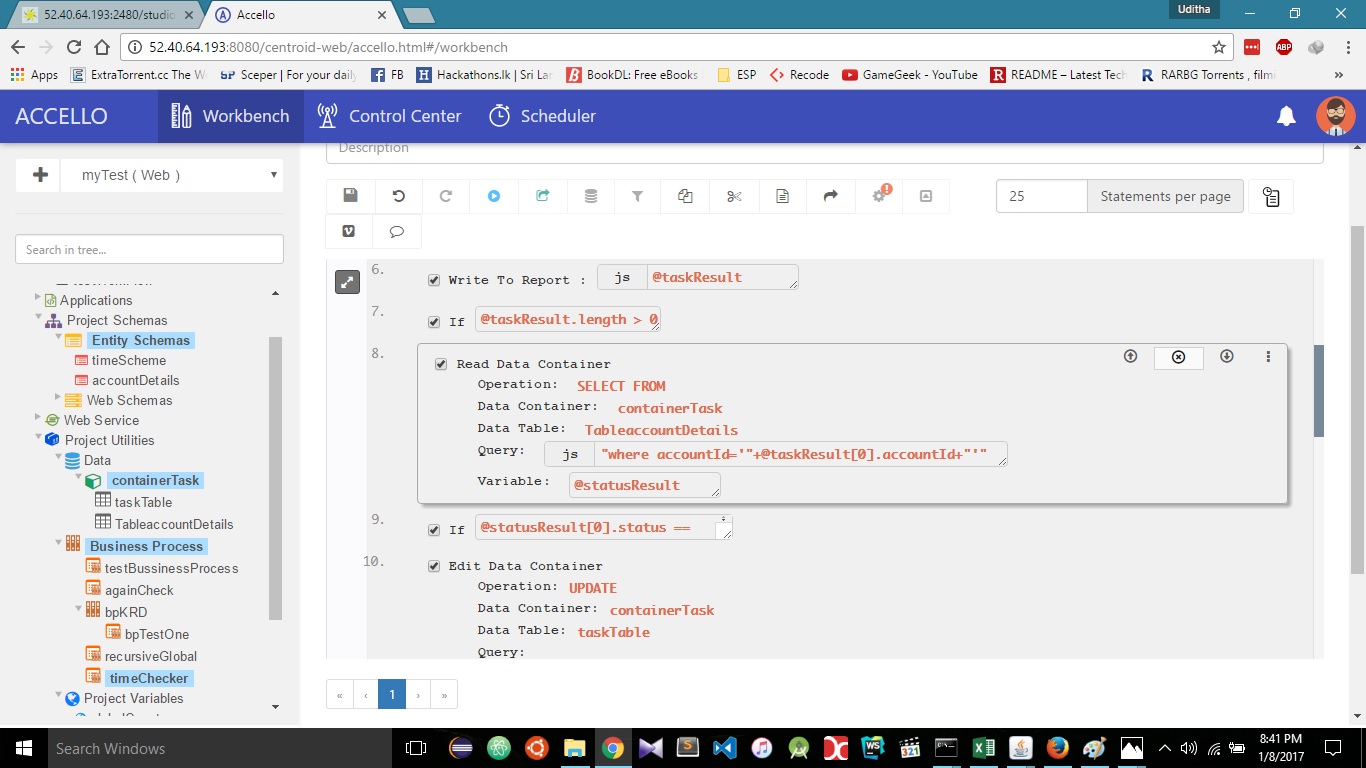 52.40.64.193:2480/studio
Accello
Uditha
52.40.64.193:8080/centroid-web/accello.html#/workbench
ABP
Apps
ExtraTorrent.cc The W
SP Sceper | For your daily
FB
Hackathons.lk | Sri Lan
BookDL: Free eBooks
ESP
Recode
GameGeek - YouTube
README – Latest Tech
RARBG Torrents , film
»
ACCELLO
Workbench
Control Center
Scheduler
myTest ( Web )
Search in tree...
Applications
Project Schemas
Entity Schemas
timeScheme
accountDetails
Web Schemas
Web Service
Project Utilities
Data
containerTask
taskTable
TableaccountDetails
Business Process
testBussinessProcess
againCheck
bpKRD
bpTestOne
recursiveGlobal
timeChecker
Project Variables
Description
25
Statements per page
6.
Write To Report :
js
@taskResult
7.
If
@taskResult.length > 0
8.
Read Data Container
Operation: SELECT FROM
Data Container: containerTask
Data Table: TableaccountDetails
Query:
js
"where accountId='"+@taskResult[0].accountId+"'"
Variable:
@statusResult
9.
If
@statusResult[0].status ==
10.
Edit Data Container
Operation: UPDATE
Data Container: containerTask
Data Table: taskTable
Query:
« ‹ 1 › »
Search Windows
8:41 PM
1/8/2017